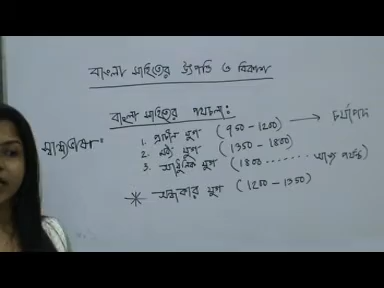 বাংলা সাহিত্যের উৎপত্তি ও বিকাশ
বাংলা সাহিত্যের পথচলা:
1. প্রাচীন যুগ (950 - 1200) → চর্যাপদ
2. মধ্য যুগ (1350 - 1800)
3. আধুনিক যুগ (1800 ....... আজ পর্যন্ত)
* অন্ধকার যুগ (1200 - 1350)